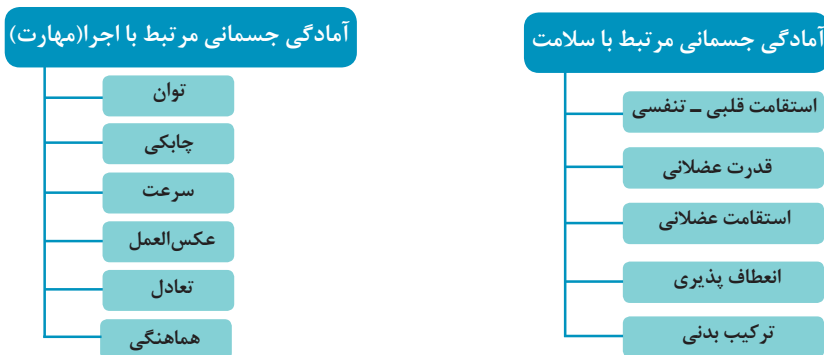 آمادگی جسمانی مرتبط با سلامت
استقامت قلبی ـ تنفسی
قدرت عضلانی
استقامت عضلانی
انعطاف پذیری
ترکیب بدنی
آمادگی جسمانی مرتبط با اجرا(مهارت)
توان
چابکی
سرعت
عکس‌العمل
تعادل
هماهنگی